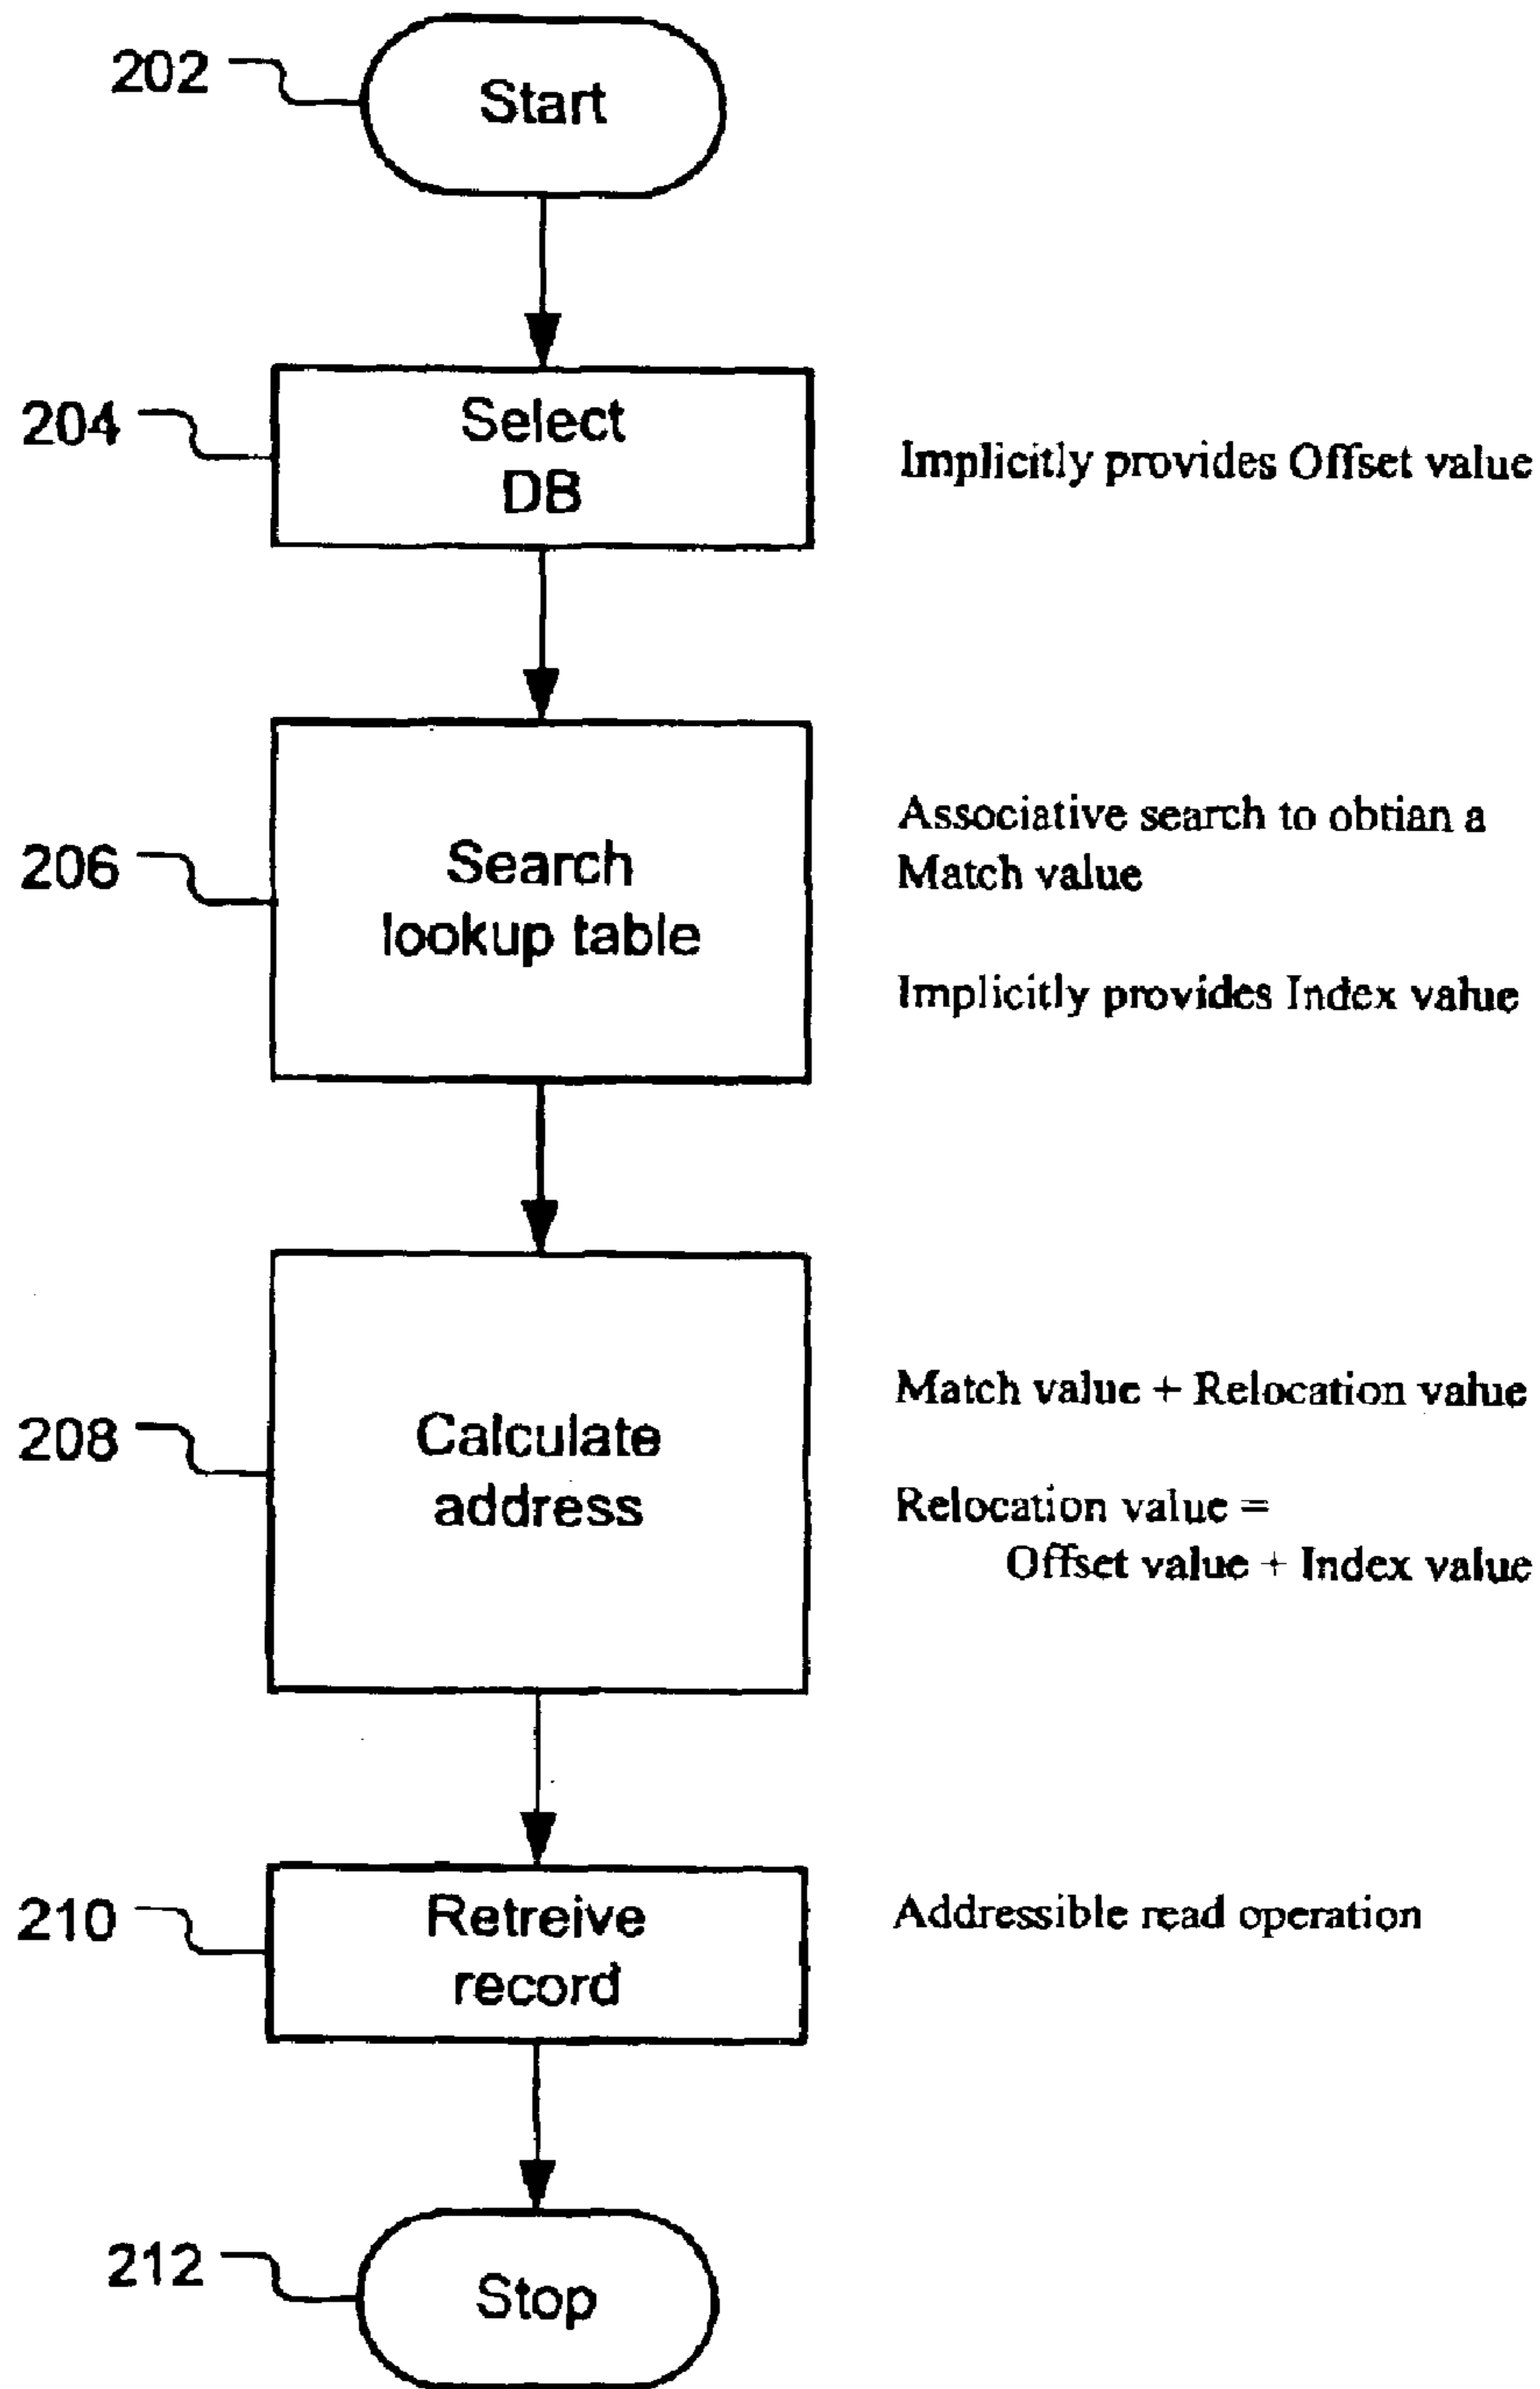 202
Start
204
Select
DB
Implicitly provides Offset value
206
Search
lookup table
Associative search to obtian a
Match value
Implicitly provides Index value
208
Calculate
address
Match value + Relocation value
Relocation value =
Offset value + Index value
210
Retreive
record
Addressible read operation
212
Stop